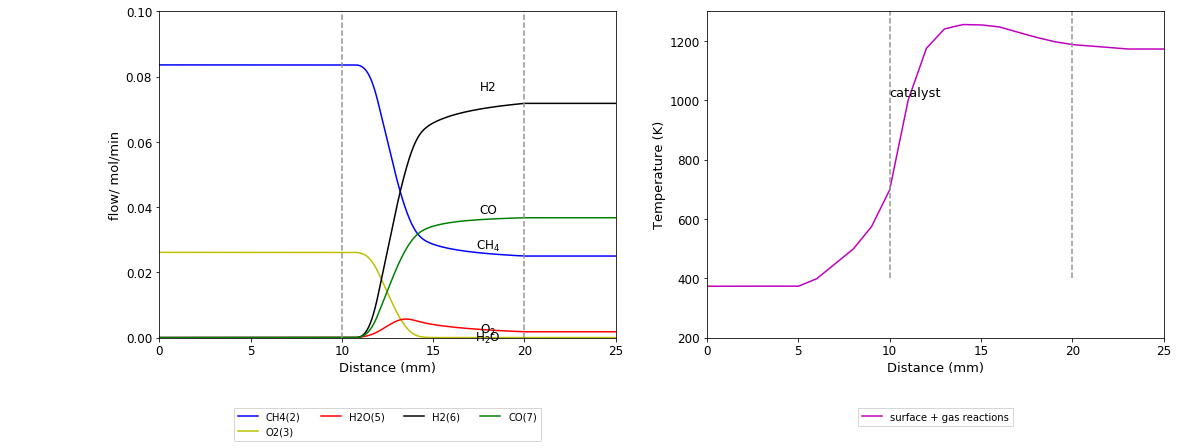 0.10
0.08
0.06
0.04
0.02
0.00
flow/ mol/min
H2
CO
CH4
O2
H2O
0 5 10 15 20 25
Distance (mm)
CH4(2) H2O(5) H2(6) CO(7)
O2(3)
1200
1000
800
600
400
200
Temperature (K)
catalyst
0 5 10 15 20 25
Distance (mm)
surface + gas reactions